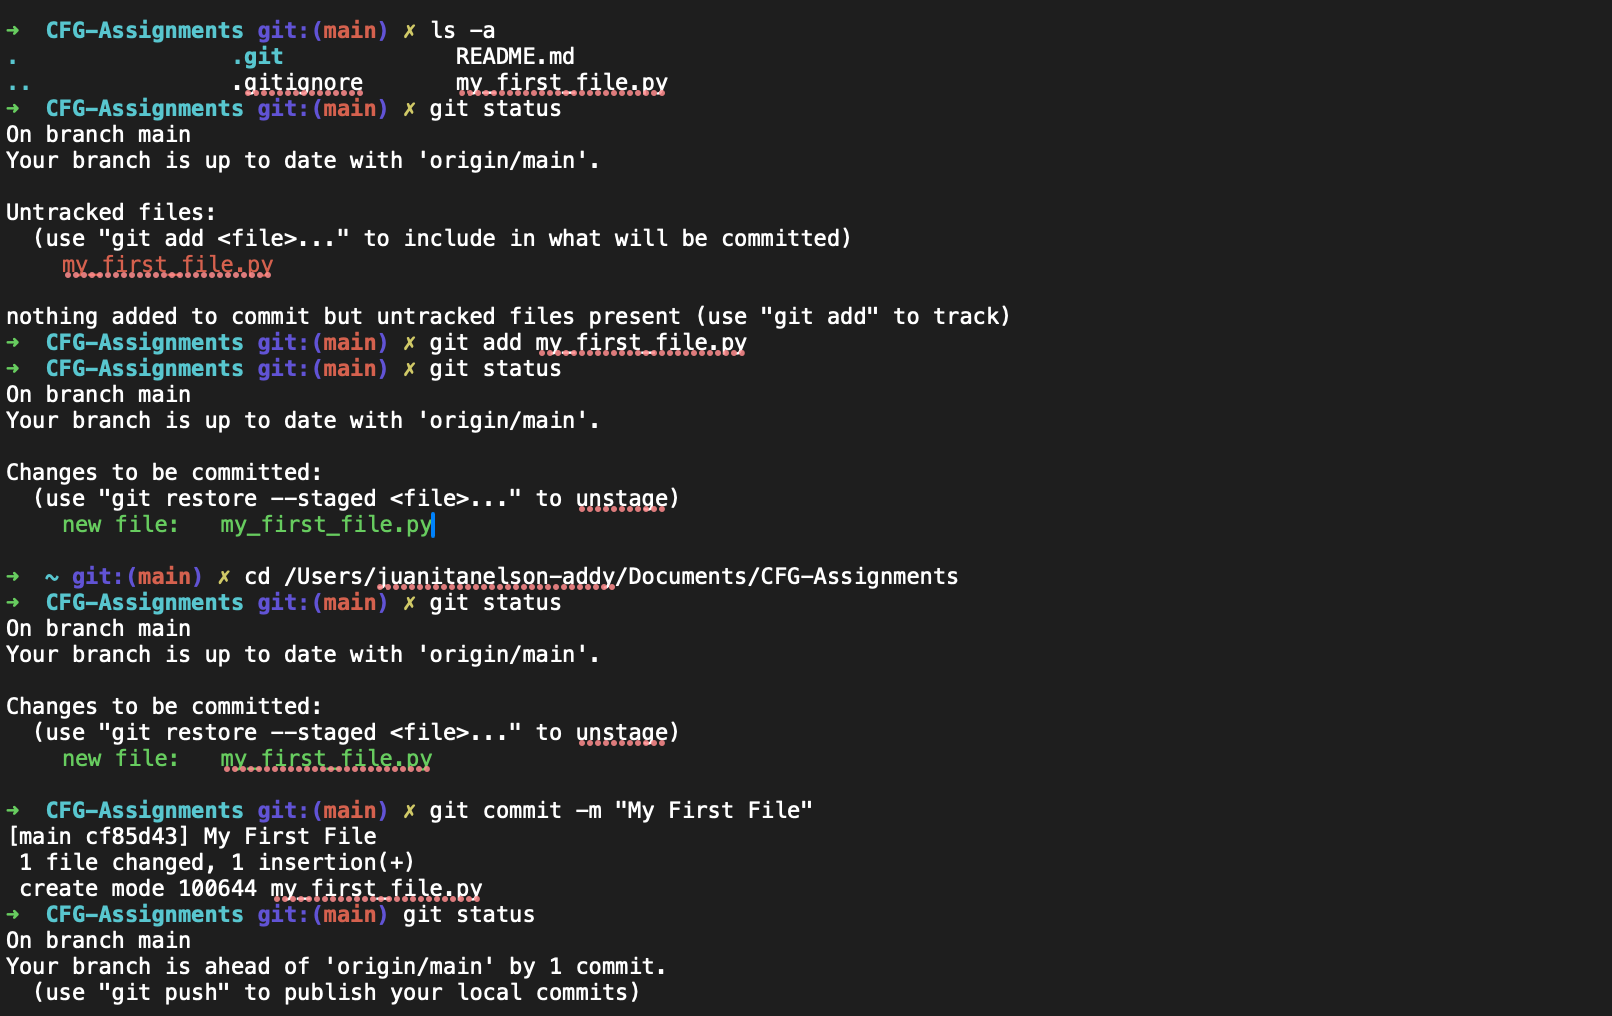 ➜  CFG-Assignments git:(main) ✗ ls -a
.                .git             README.md
..               .gitignore       my_first_file.py
➜  CFG-Assignments git:(main) ✗ git status
On branch main
Your branch is up to date with 'origin/main'.

Untracked files:
  (use "git add <file>..." to include in what will be committed)
    my_first_file.py

nothing added to commit but untracked files present (use "git add" to track)
➜  CFG-Assignments git:(main) ✗ git add my_first_file.py
➜  CFG-Assignments git:(main) ✗ git status
On branch main
Your branch is up to date with 'origin/main'.

Changes to be committed:
  (use "git restore --staged <file>..." to unstage)
    new file:   my_first_file.py

➜  ~ git:(main) ✗ cd /Users/juanitanelson-addy/Documents/CFG-Assignments
➜  CFG-Assignments git:(main) ✗ git status
On branch main
Your branch is up to date with 'origin/main'.

Changes to be committed:
  (use "git restore --staged <file>..." to unstage)
    new file:   my_first_file.py

➜  CFG-Assignments git:(main) ✗ git commit -m "My First File"
[main cf85d43] My First File
 1 file changed, 1 insertion(+)
 create mode 100644 my_first_file.py
➜  CFG-Assignments git:(main) git status
On branch main
Your branch is ahead of 'origin/main' by 1 commit.
  (use "git push" to publish your local commits)